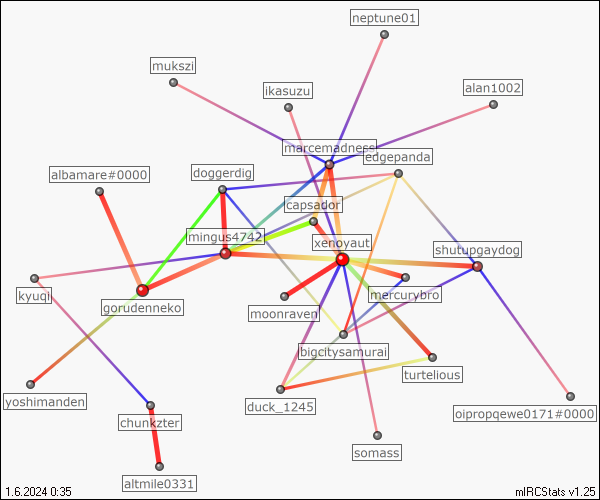 neptune01
mukszi
ikasuzu
alan1002
marcemadness
edgepanda
albamare#0000
doggerdig
capsador
mingus4742
xenoyaut
shutupgaydog
kyuqi
gorudenneko
moonraven
mercurybro
bigcitysamurai
turtelious
yoshimanden
chunkzter
duck_1245
oipropqewe0171#0000
somass
altmile0331
1.6.2024 0:35
mIRCStats v1.25